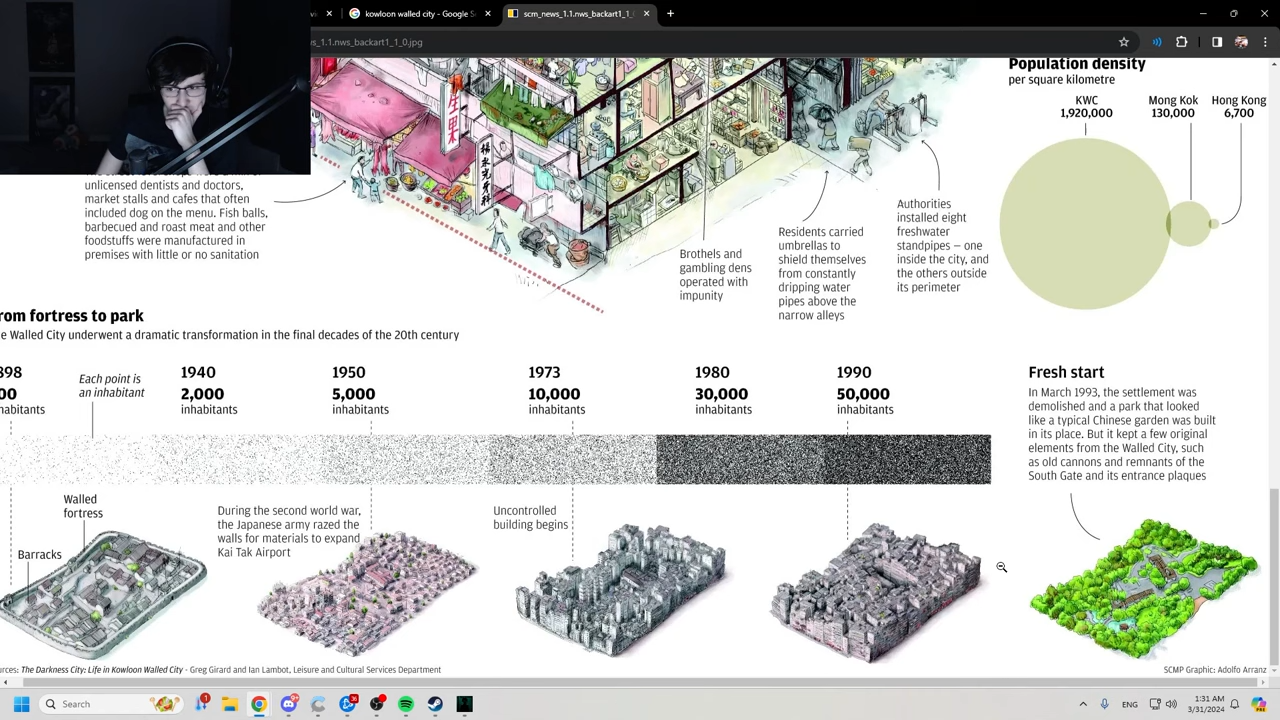 kowloon walled city - Google S
scm_news_1.1.nws_backart1_1_0
s_1.1.nws_backart1_1_0.jpg
Population density
per square kilometre
KWC
1,920,000
Mong Kok
130,000
Hong Kong
6,700
unlicensed dentists and doctors,
market stalls and cafes that often
included dog on the menu. Fish balls,
barbecued and roast meat and other
foodstuffs were manufactured in
premises with little or no sanitation
Brothels and
gambling dens
operated with
impunity
Residents carried
umbrellas to
shield themselves
from constantly
dripping water
pipes above the
narrow alleys
Authorities
installed eight
freshwater
standpipes — one
inside the city, and
the others outside
its perimeter
rom fortress to park
e Walled City underwent a dramatic transformation in the final decades of the 20th century
398
00
habitants
Each point is
an inhabitant
1940
2,000
inhabitants
1950
5,000
inhabitants
1973
10,000
inhabitants
1980
30,000
inhabitants
1990
50,000
inhabitants
Fresh start
In March 1993, the settlement was
demolished and a park that looked
like a typical Chinese garden was built
in its place. But it kept a few original
elements from the Walled City, such
as old cannons and remnants of the
South Gate and its entrance plaques
Walled
fortress
Barracks
During the second world war,
the Japanese army razed the
walls for materials to expand
Kai Tak Airport
Uncontrolled
building begins
urces: The Darkness City: Life in Kowloon Walled City - Greg Girard and Ian Lambot, Leisure and Cultural Services Department
SCMP Graphic: Adolfo Arranz
Search
ENG
1:31 AM
3/31/2024